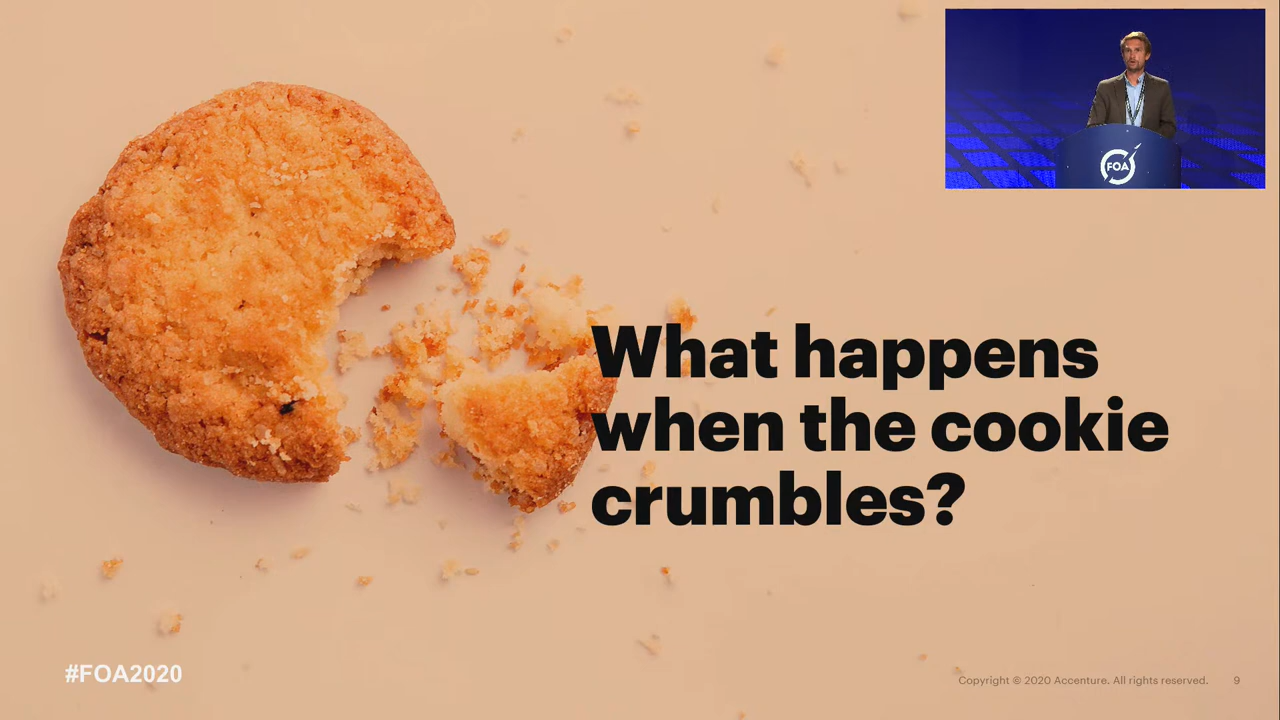 FOA
What happens
when the cookie
crumbles?
#FOA2020
Copyright © 2020 Accenture. All rights reserved. 9